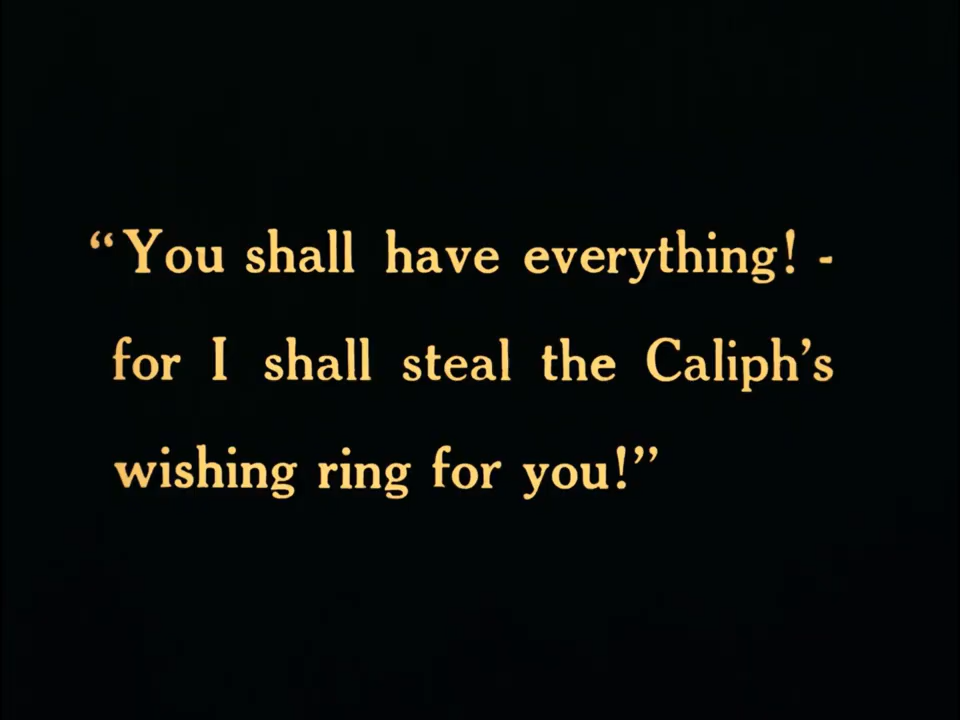 “You shall have everything! -
for I shall steal the Caliph’s
wishing ring for you!”